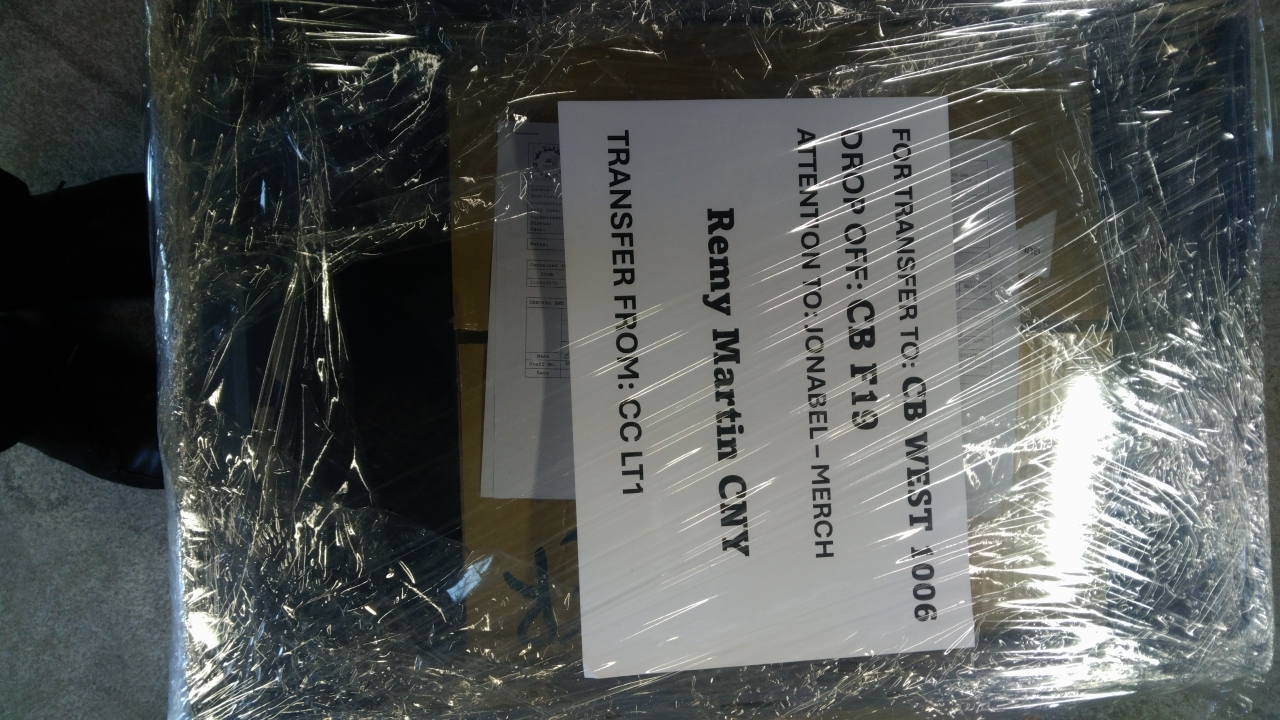 FOR TRANSFER TO: CB WEST 1006
DROP OFF: CB F19
ATTENTION TO: JONABEL – MERCH
Remy Martin CNY
TRANSFER FROM: CC LT1